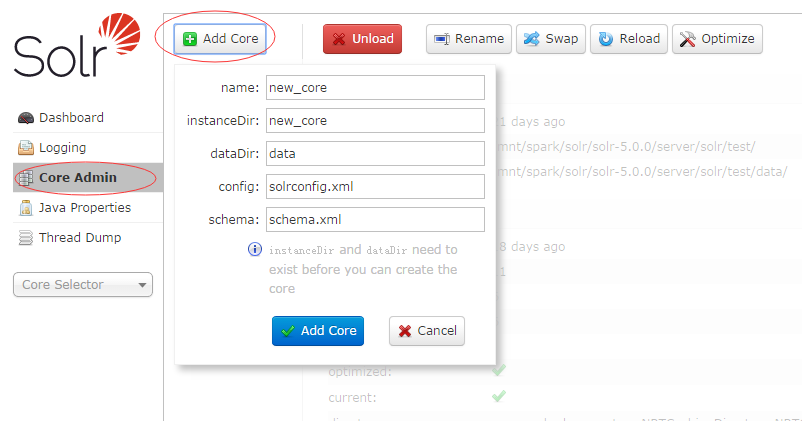 Solr
Dashboard
Logging
Core Admin
Java Properties
Thread Dump
Core Selector
Add Core
Unload
Rename
Swap
Reload
Optimize
name: new_core
instanceDir: new_core
dataDir: data
config: solrconfig.xml
schema: schema.xml
instanceDir and dataDir need to
exist before you can create the
core
Add Core
Cancel
1 days ago
mnt/spark/solr/solr-5.0.0/server/solr/test/
mnt/spark/solr/solr-5.0.0/server/solr/test/data/
8 days ago
optimized:
current: